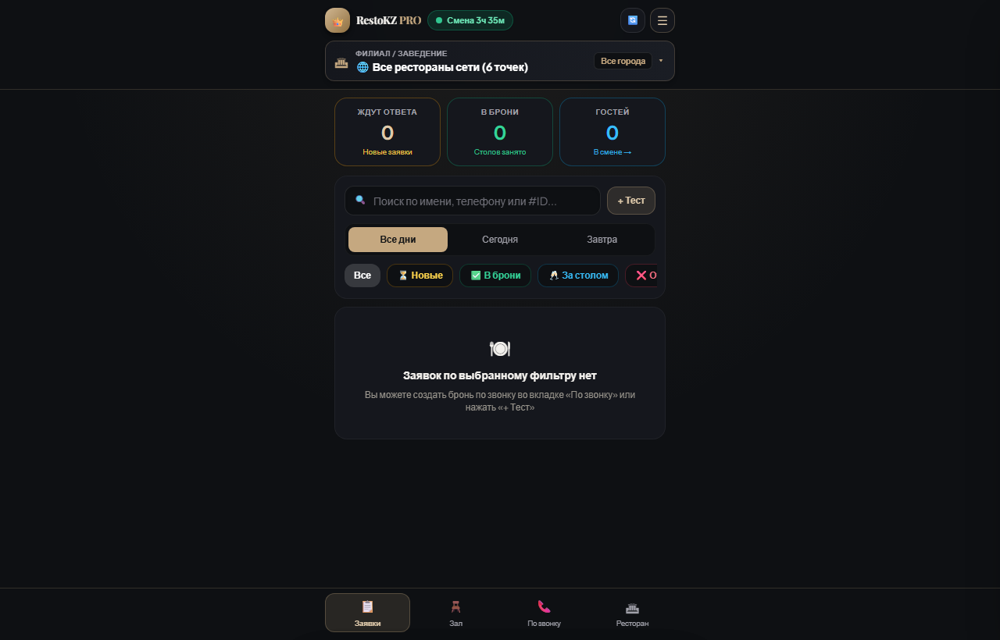 RestoKZ PRO
Смена 3ч 35м
ФИЛИАЛ / ЗАВЕДЕНИЕ
Все рестораны сети (6 точек)
Все города
ЖДУТ ОТВЕТА
0
Новые заявки
В БРОНИ
0
Столов занято
ГОСТЕЙ
0
В смене →
Поиск по имени, телефону или #ID...
+ Тест
Все дни
Сегодня
Завтра
Все
Новые
В брони
За столом
О
Заявок по выбранному фильтру нет
Вы можете создать бронь по звонку во вкладке «По звонку» или
нажать «+ Тест»
Заявки
Зал
По звонку
Ресторан